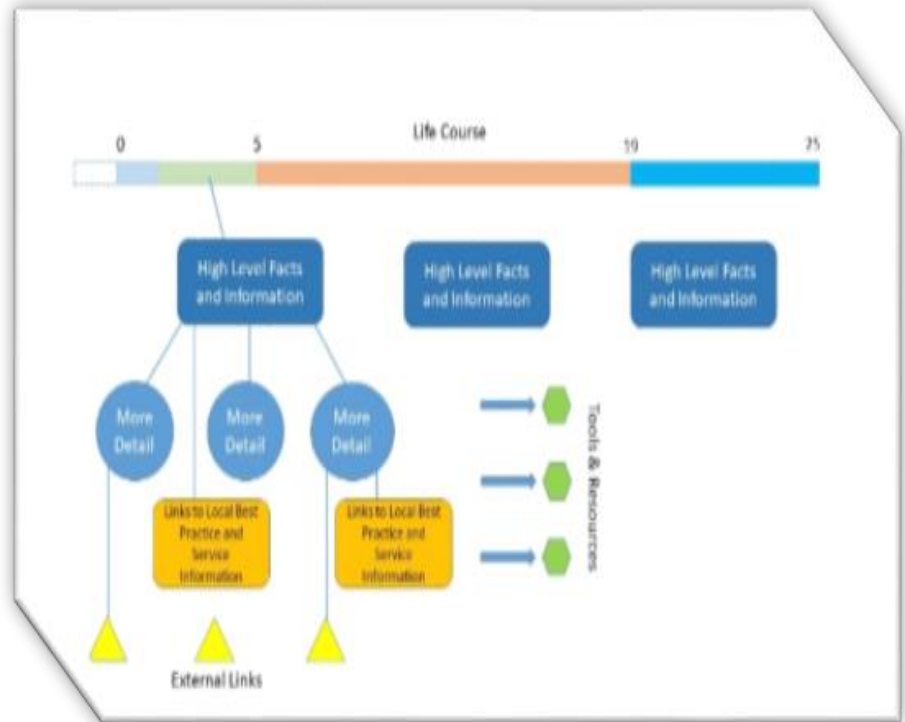 Life Course
0
5
19
25
High Level Facts
and Information
High Level Facts
and Information
High Level Facts
and Information
More
Detail
More
Detail
More
Detail
Links to Local Best
Practice and
Service
Information
Links to Local Best
Practice and
Service
Information
Tools & Resources
External Links